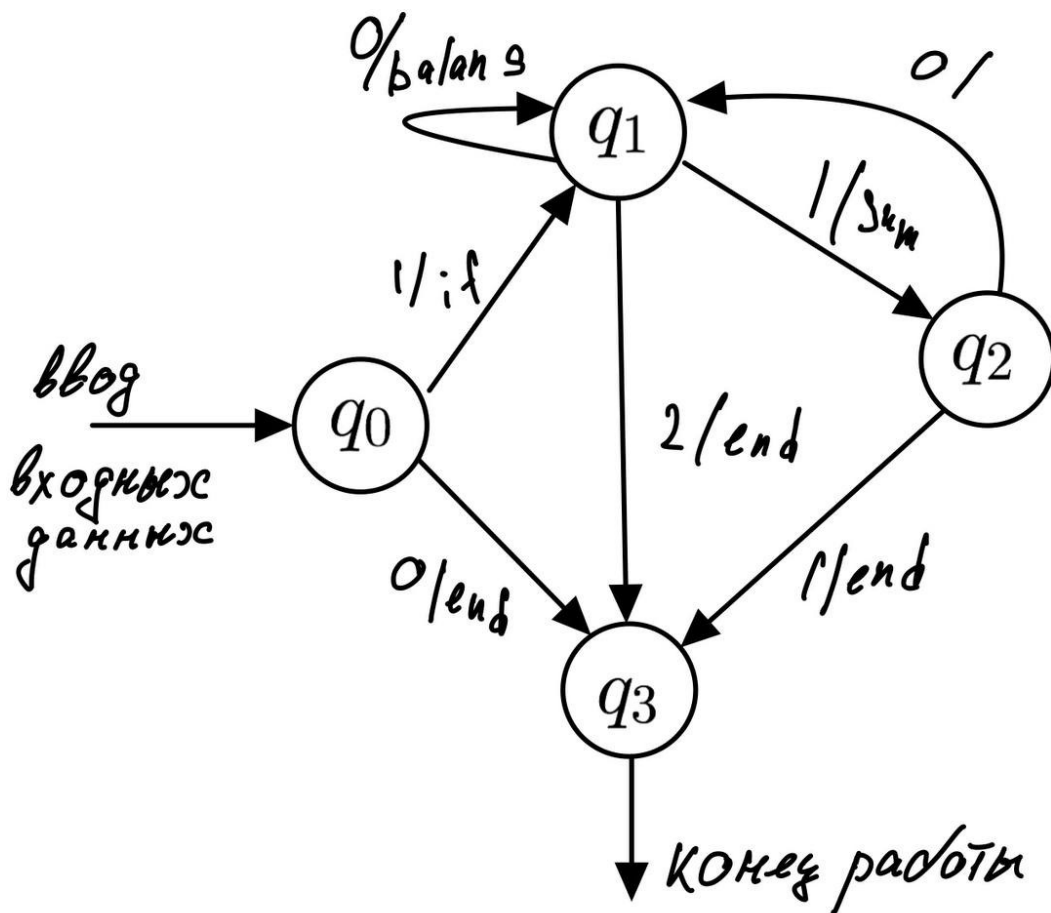 0/balans
0/
q1
1/sum
1/if
q2
ввод
q0
2/end
входных
данных
0/end
1/end
q3
конец работы